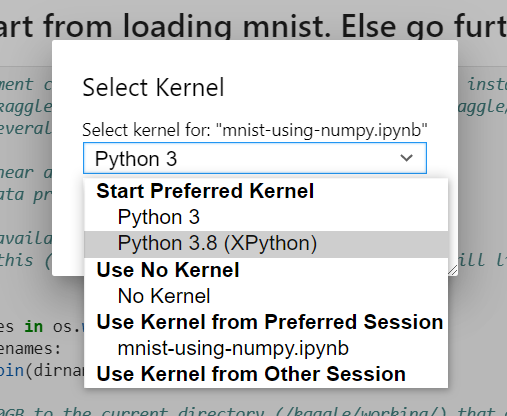 art from loading mnist. Else go furt
ment c
inst
Select Kernel
kaggle
aggle/
evera
Select kernel for: "mnist-using-numpy.ipynb"
Python 3
near a
Start Preferred Kernel
ata pr
Python 3
availa
Python 3.8 (XPython)
this (
ill l
Use No Kernel
No Kernel
es in os.w
Use Kernel from Preferred Session
enames:
mnist-using-numpy.ipynb
oin(dirna
Use Kernel from Other Session
0GB to the current directory (/kaggle/working/) that